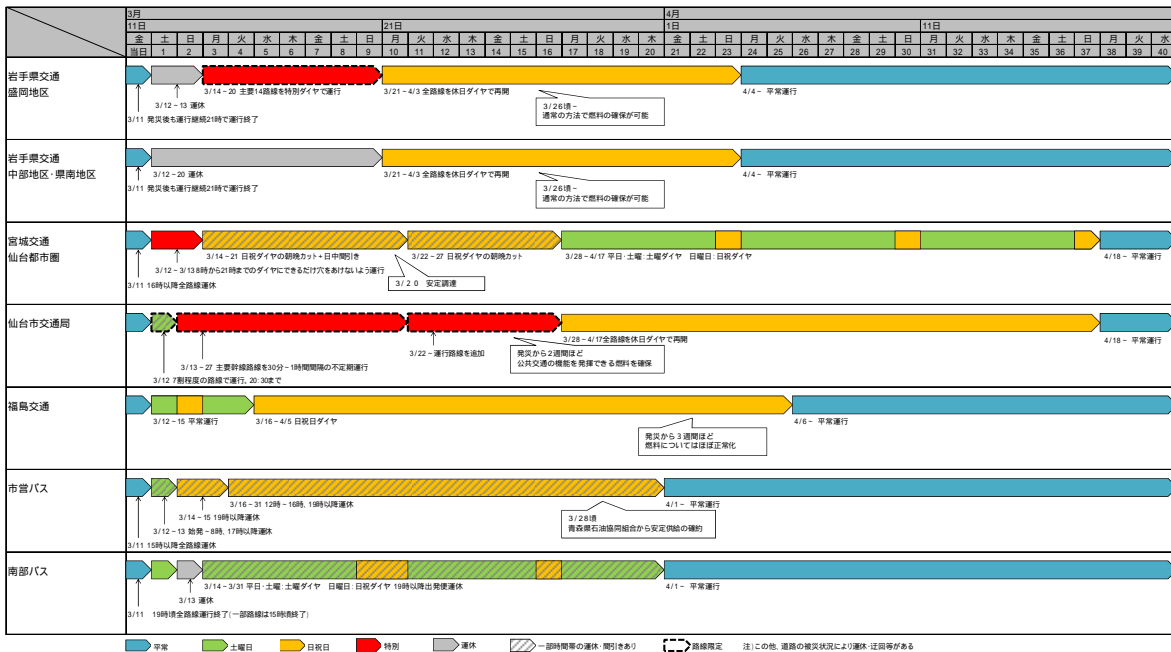 3月 4月
11日 21日 1日 11日
金 土 日 月 火 水 木 金 土 日 月 火 水 木 金 土 日 月 火 水 木 金 土 日 月 火 水 木 金 土 日 月 火 水 木 金 土 日 月 火 水
当日 1 2 3 4 5 6 7 8 9 10 11 12 13 14 15 16 17 18 19 20 21 22 23 24 25 26 27 28 29 30 31 32 33 34 35 36 37 38 39 40
岩手県交通
盛岡地区
3/14－20 主要14路線を特別ダイヤで運行
3/21－4/3 全路線を休日ダイヤで再開
4/4－ 平常運行
3/12－13 運休
3/26頃－
通常の方法で燃料の確保が可能
3/11 発災後も運行継続21時で運行終了
岩手県交通
中部地区・県南地区
3/12－20 運休
3/21－4/3 全路線を休日ダイヤで再開
4/4－ 平常運行
3/11 発災後も運行継続21時で運行終了
3/26頃－
通常の方法で燃料の確保が可能
宮城交通
仙台都市圏
3/14－21 日祝ダイヤの朝晩カット＋日中間引き
3/22－27 日祝ダイヤの朝晩カット
3/28－4/17 平日・土曜：土曜ダイヤ 日曜日：日祝ダイヤ
4/18－ 平常運行
3/12－3/13 8時から21時までのダイヤにできるだけ穴をあけないよう運行
3/20 安定調達
3/11 16時以降全路線運休
仙台市交通局
3/28－4/17全路線を休日ダイヤで再開
4/18－ 平常運行
3/22－運行路線を追加
発災から2週間ほど
公共交通の機能を発揮できる燃料を確保
3/13－27 主要幹線路線を30分－1時間間隔の不定期運行
3/12 7割程度の路線で運行，20:30まで
福島交通
3/12－15 平常運行
3/16－4/5 日祝日ダイヤ
4/6－ 平常運行
発災から3週間ほど
燃料についてはほぼ正常化
市営バス
3/16－31 12時－16時，19時以降運休
4/1－ 平常運行
3/14－15 19時以降運休
3/28頃
青森県石油協同組合から安定供給の確約
3/12－13 始発－8時，17時以降運休
3/11 15時以降全路線運休
南部バス
3/14－3/31 平日・土曜：土曜ダイヤ 日曜日：日祝ダイヤ 19時以降出発便運休
4/1－ 平常運行
3/13 運休
3/11 19時頃全路線運行終了(一部路線は15時頃終了)
平常 土曜日 日祝日 特別 運休 一部時間帯の運休・間引きあり 路線限定 注）この他，道路の被災状況により運休・迂回等がある